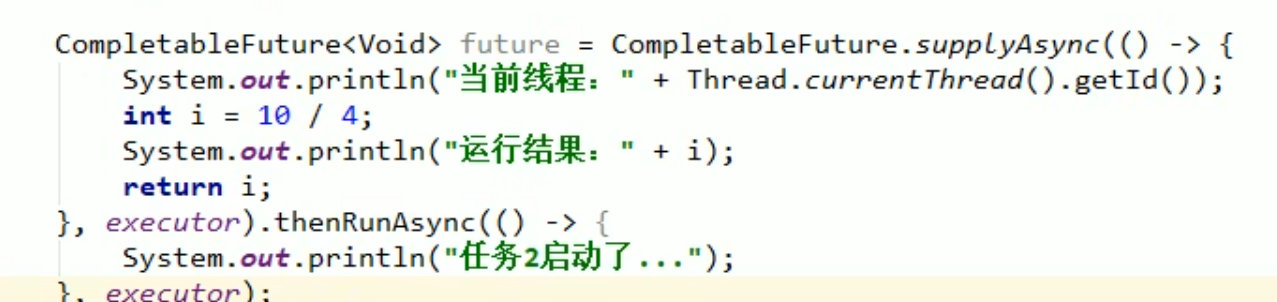 CompletableFuture<Void> future = CompletableFuture.supplyAsync(() -> {
System.out.println("当前线程：" + Thread.currentThread().getId());
int i = 10 / 4;
System.out.println("运行结果：" + i);
return i;
}, executor).thenRunAsync(() -> {
System.out.println("任务2启动了...");
}, executor);